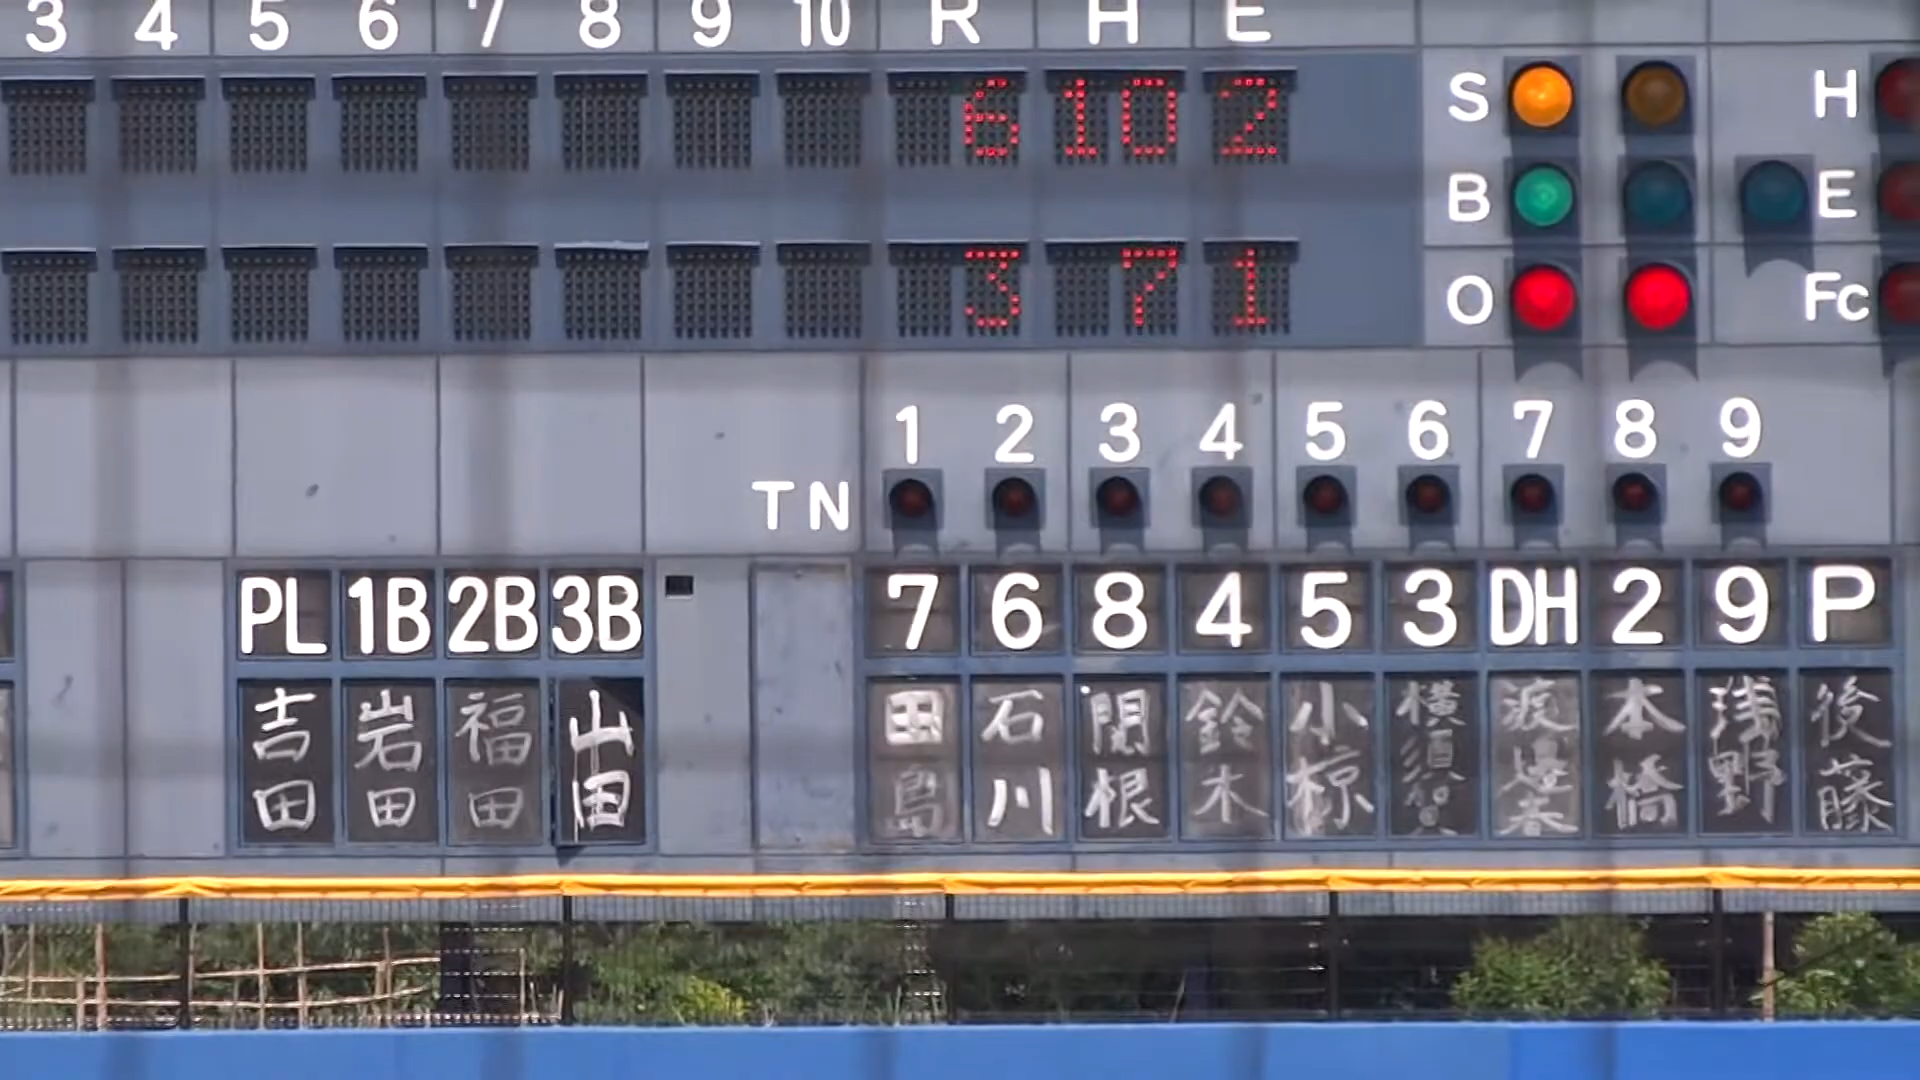 3 4 5 6 7 8 9 10 R H E
6 10 2
3 7 1
S H
B E
O Fc
1 2 3 4 5 6 7 8 9
TN
PL 1B 2B 3B 7 6 8 4 5 3 DH 2 9 P
吉田 岩田 福田 山田 田島 石川 関根 鈴木 小椋 横須賀 渡邊春 本橋 浅野 後藤